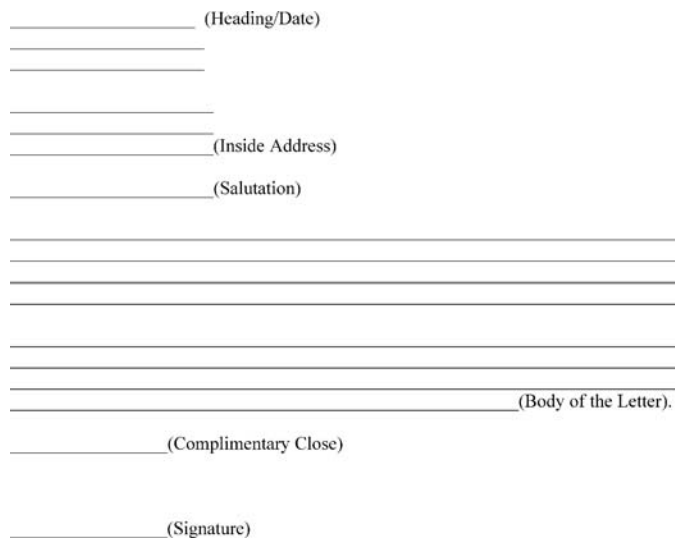 (Heading/Date)
(Inside Address)
(Salutation)
(Body of the Letter).
(Complimentary Close)
(Signature)